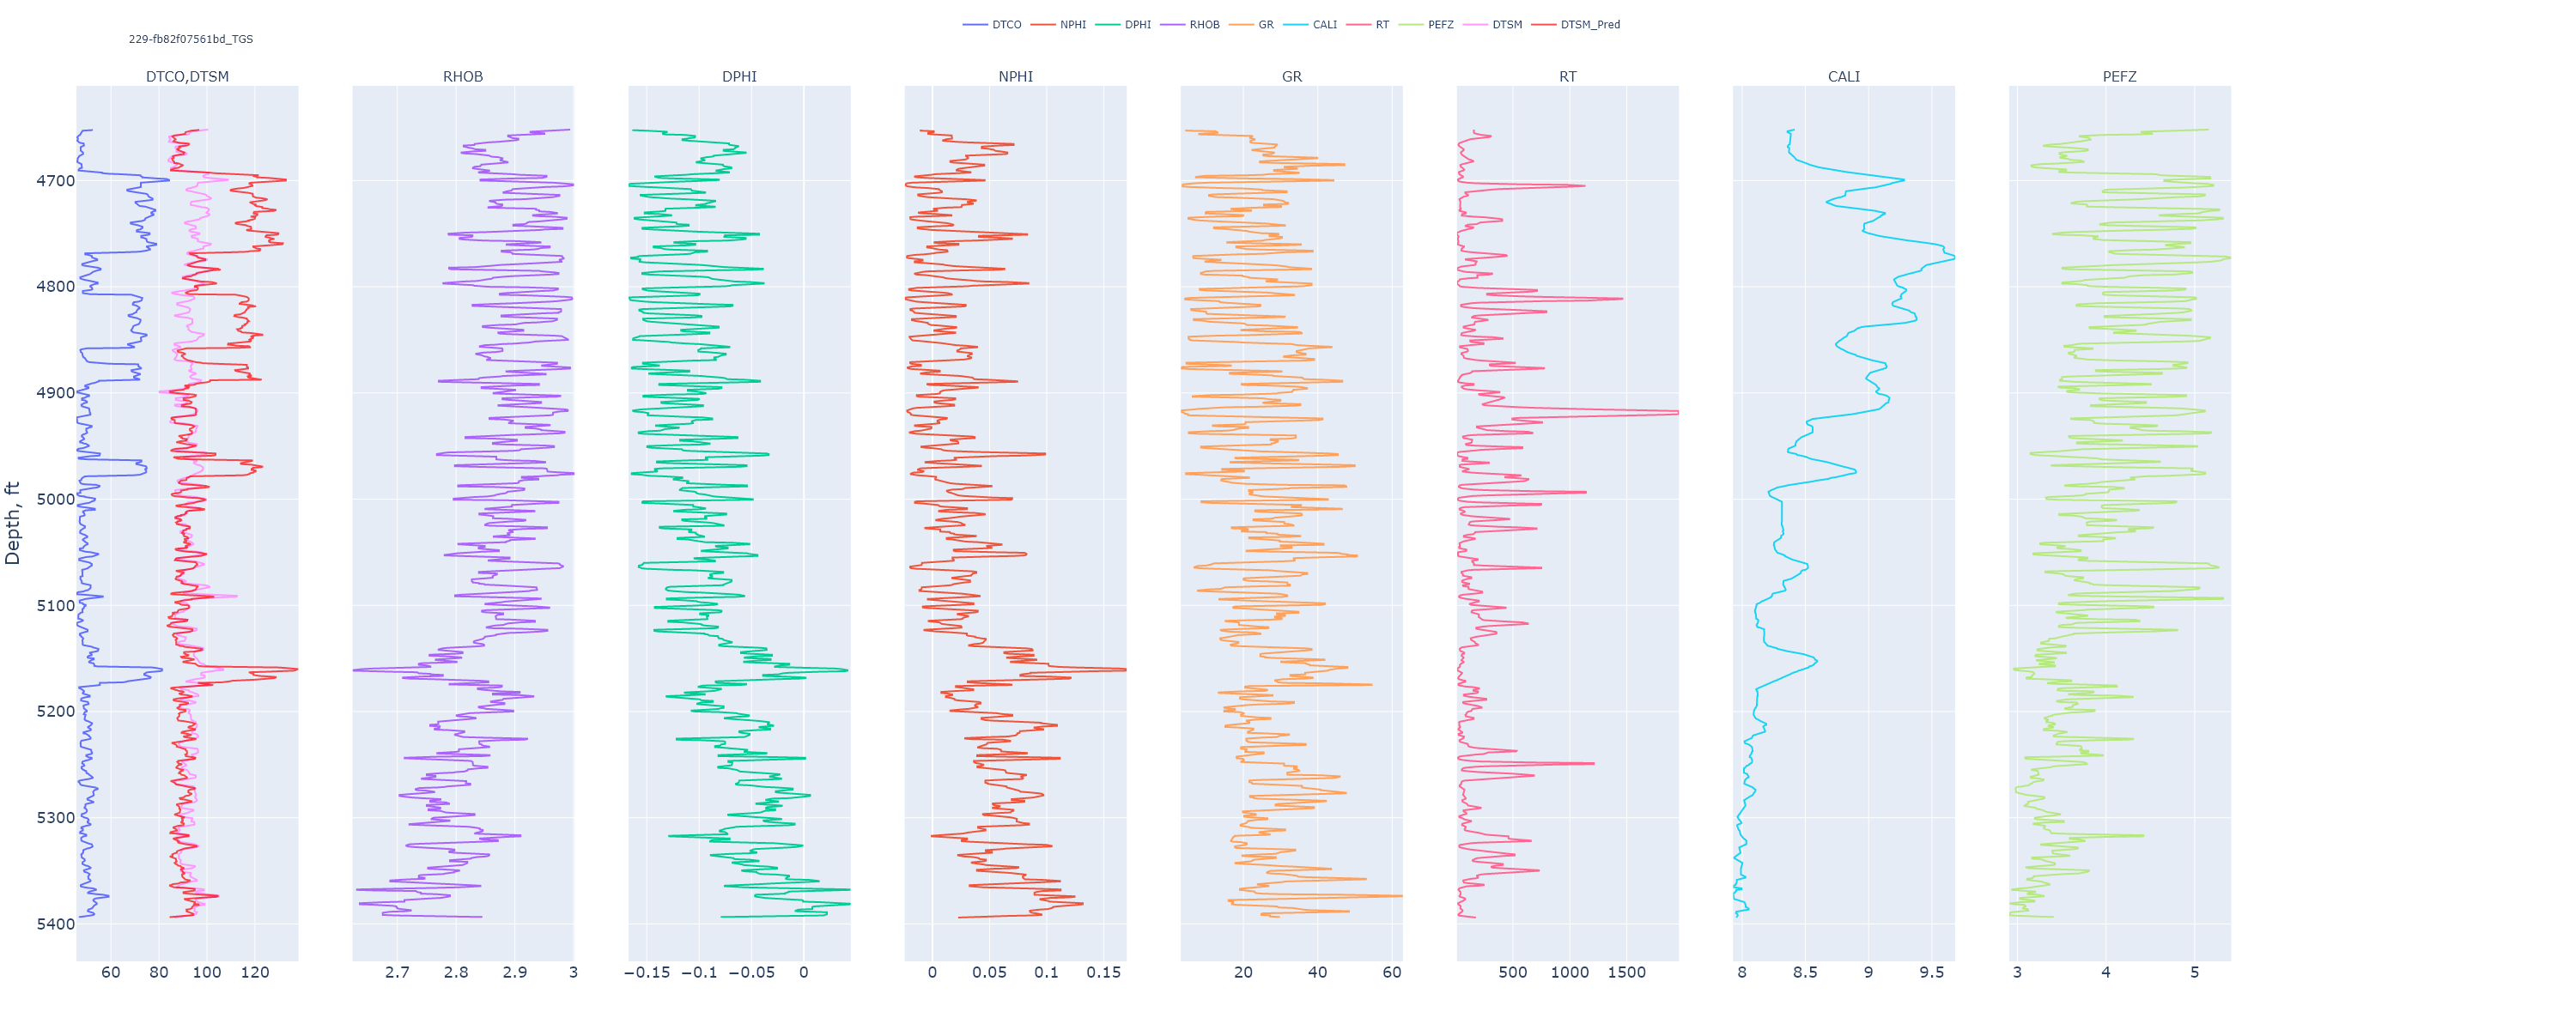 DTCO NPHI DPHI RHOB GR CALI RT PEFZ DTSM DTSM_Pred
229-fb82f07561bd_TGS
DTCO,DTSM RHOB DPHI NPHI GR RT CALI PEFZ
4700
4800
4900
5000
5100
5200
5300
5400
Depth, ft
60 80 100 120 2.7 2.8 2.9 3 −0.15 −0.1 −0.05 0 0 0.05 0.1 0.15 20 40 60 500 1000 1500 8 8.5 9 9.5 3 4 5